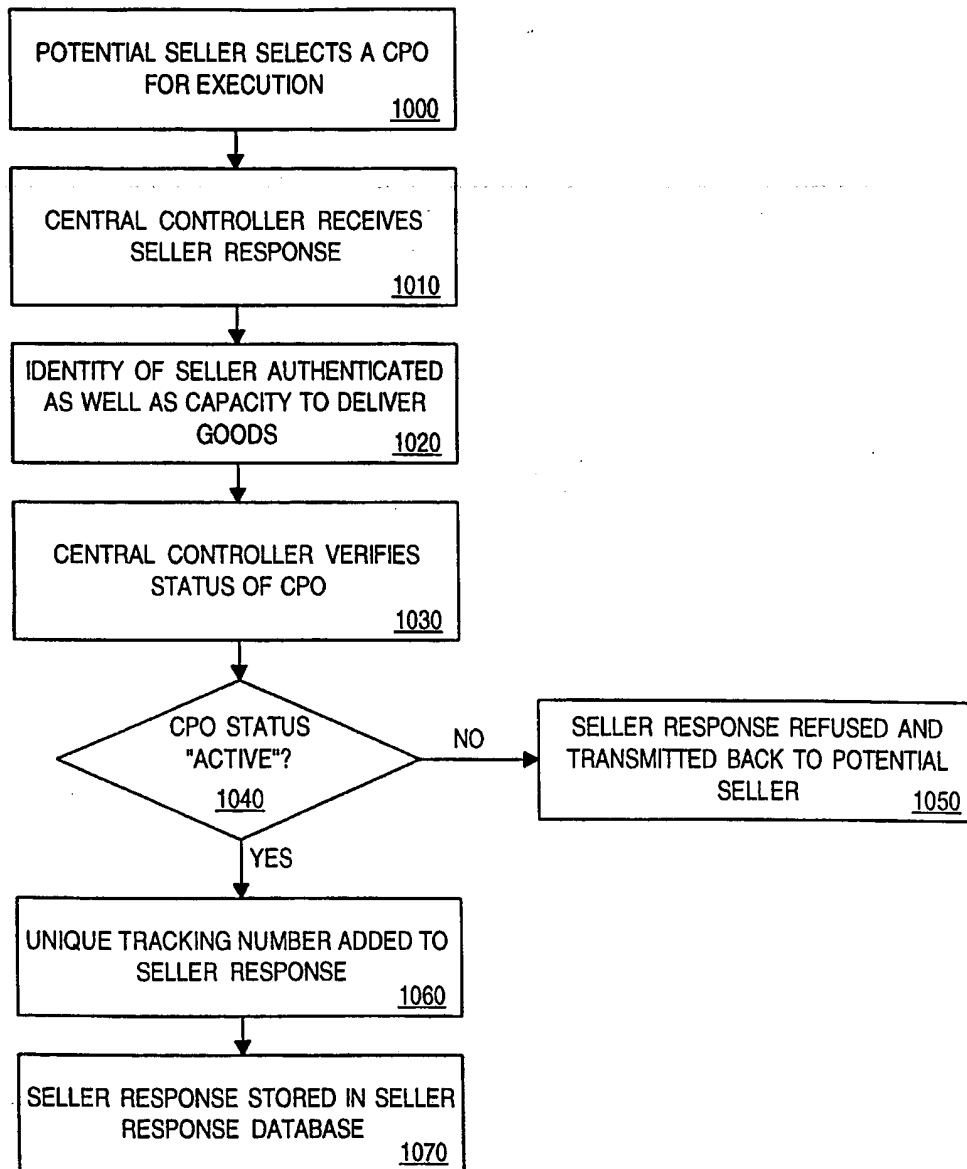 POTENTIAL SELLER SELECTS A CPO
FOR EXECUTION
1000
CENTRAL CONTROLLER RECEIVES
SELLER RESPONSE
1010
IDENTITY OF SELLER AUTHENTICATED
AS WELL AS CAPACITY TO DELIVER
GOODS
1020
CENTRAL CONTROLLER VERIFIES
STATUS OF CPO
1030
CPO STATUS
"ACTIVE"?
1040
NO
SELLER RESPONSE REFUSED AND
TRANSMITTED BACK TO POTENTIAL
SELLER
1050
YES
UNIQUE TRACKING NUMBER ADDED TO
SELLER RESPONSE
1060
SELLER RESPONSE STORED IN SELLER
RESPONSE DATABASE
1070